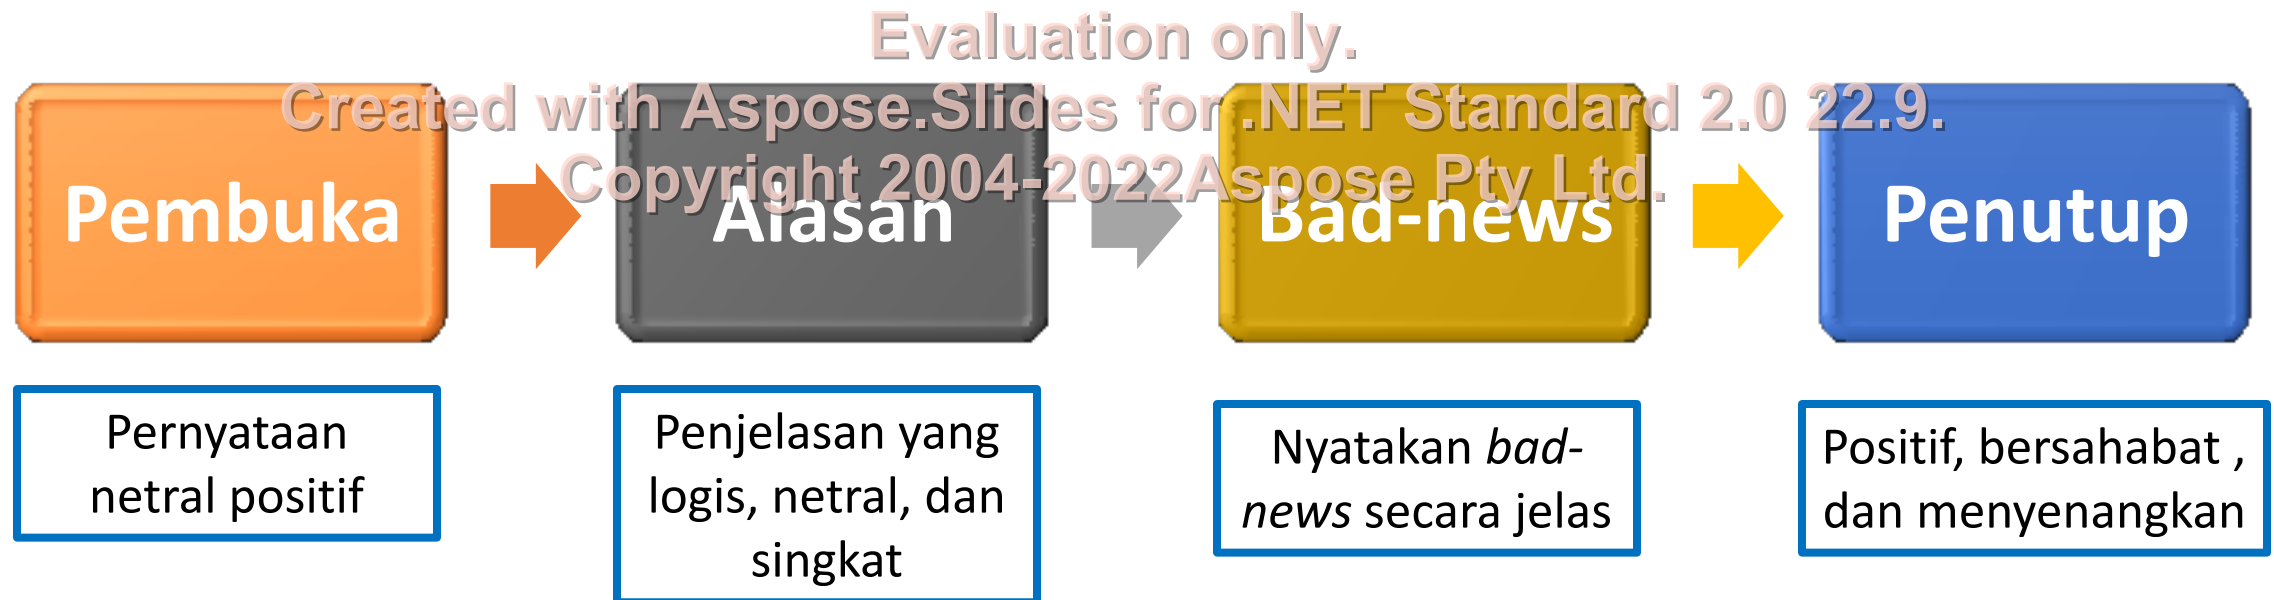 Evaluation only.
Created with Aspose.Slides for .NET Standard 2.0 22.9.
Copyright 2004-2022Aspose Pty Ltd.
Pembuka
Alasan
Bad-news
Penutup
Pernyataan
netral positif
Penjelasan yang
logis, netral, dan
singkat
Nyatakan bad-
news secara jelas
Positif, bersahabat ,
dan menyenangkan